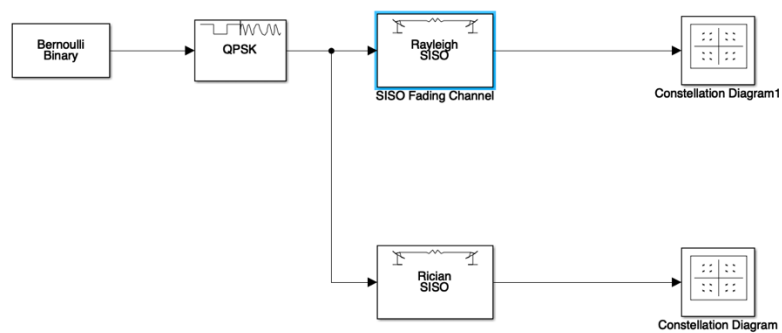 Bernoulli
Binary
QPSK
Rayleigh
SISO
SISO Fading Channel
Constellation Diagram1
Rician
SISO
Constellation Diagram